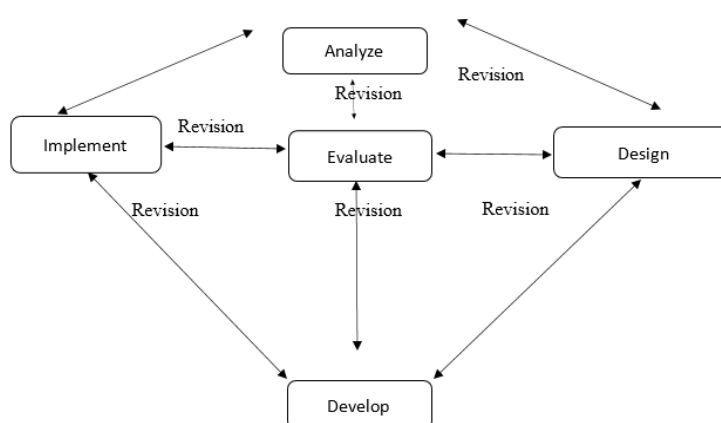 Analyze
Revision
Revision
Revision
Implement
Evaluate
Design
Revision
Revision
Revision
Develop